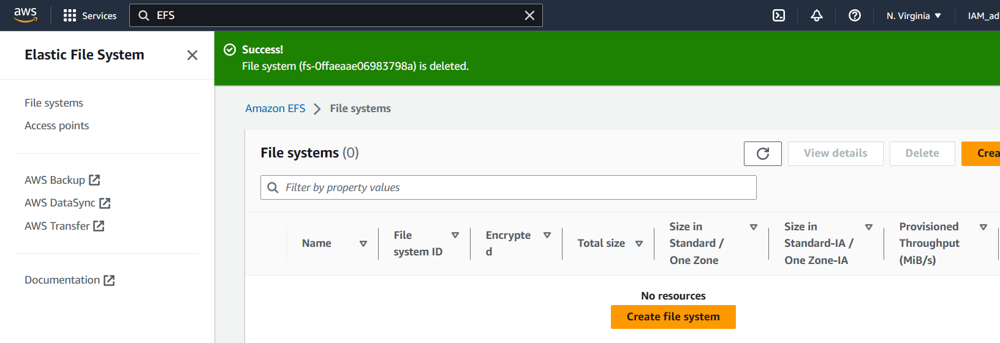 aws
Services
EFS
N. Virginia
IAM_ad
Elastic File System
Success!
File system (fs-0ffaeaae06983798a) is deleted.
File systems
Access points
AWS Backup
AWS DataSync
AWS Transfer
Documentation
Amazon EFS
File systems
File systems (0)
View details
Delete
Crea
Filter by property values
Name
File
system ID
Encrypte
d
Total size
Size in
Standard /
One Zone
Size in
Standard-IA /
One Zone-IA
Provisioned
Throughput
(MiB/s)
No resources
Create file system